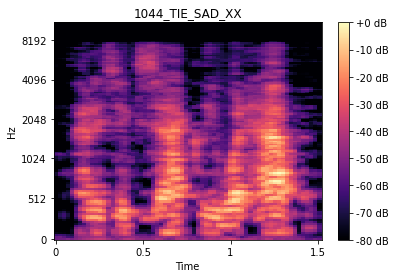 1044_TIE_SAD_XX
+0 dB
8192
-10 dB
4096
-20 dB
-30 dB
2048
Hz
-40 dB
1024
-50 dB
512
-60 dB
-70 dB
0
-80 dB
0
0.5
1
1.5
Time